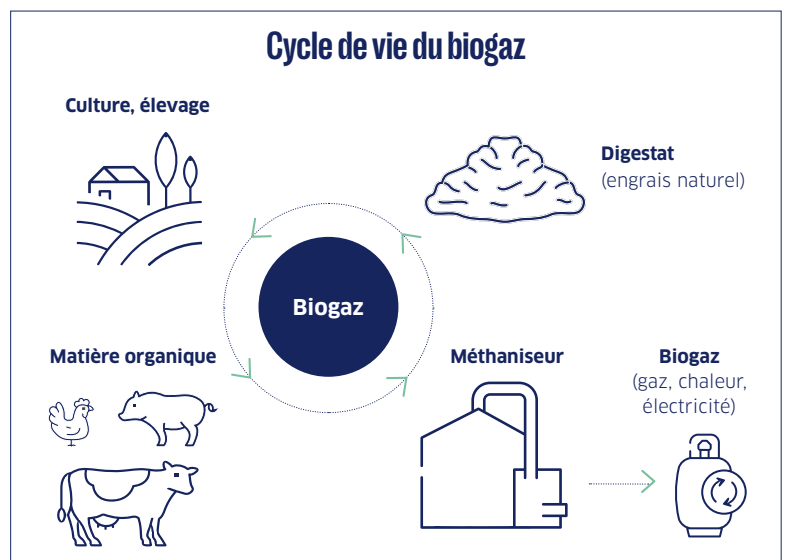 Cycle de vie du biogaz
Culture, élevage
Digestat
(engrais naturel)
Biogaz
Matière organique
Méthaniseur
Biogaz
(gaz, chaleur,
électricité)